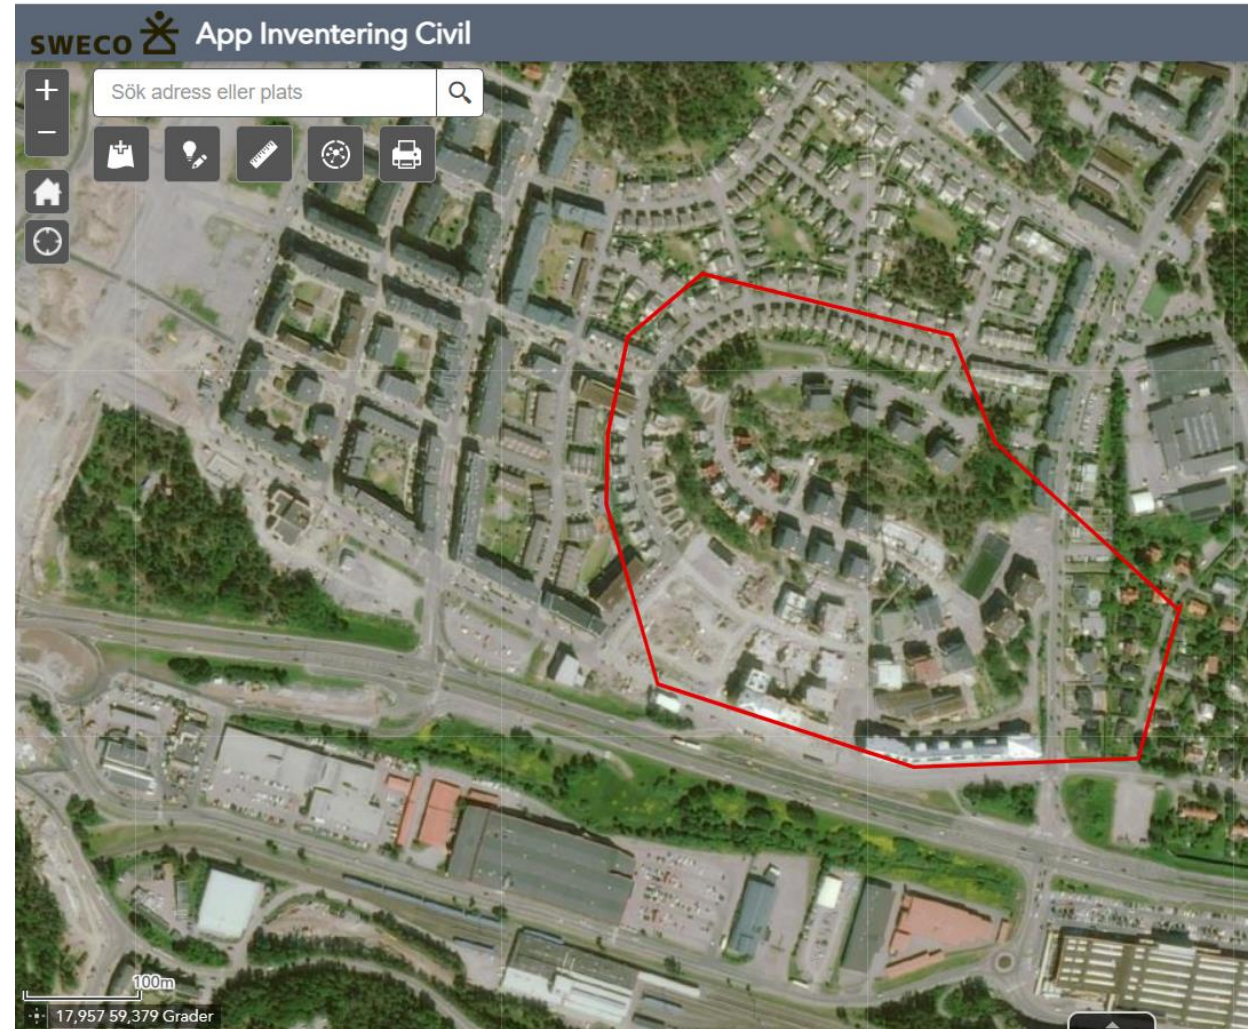 SWECO App Inventering Civil
+
Sök adress eller plats
−
100m
17,957 59,379 Grader